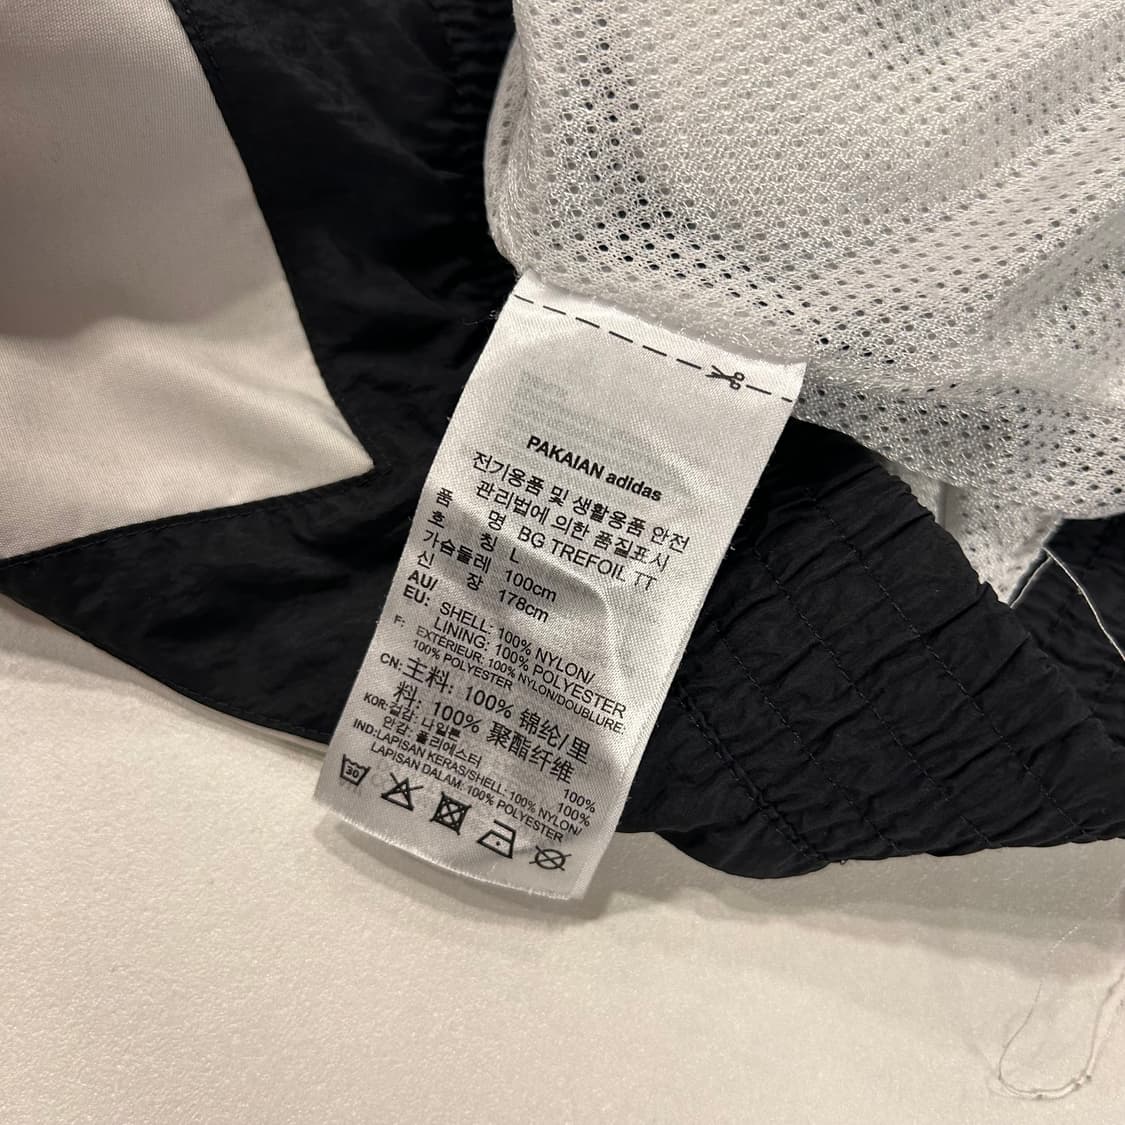 PAKAIAN adidas
전기용품 및 생활용품 안전
관리법에 의한 품질표시
품 명 BG TREFOIL TT
호 칭 L
가슴둘레 100cm
신 장 178cm
AU/
EU: SHELL: 100% NYLON/
LINING: 100% POLYESTER
F: EXTÉRIEUR: 100% NYLON/DOUBLURE:
100% POLYESTER
CN: 主料: 100% 锦纶/里
料: 100% 聚酯纤维
KOR: 겉감: 나일론 100%
안감: 폴리에스터 100%
IND:LAPISAN KERAS/SHELL: 100% NYLON/
LAPISAN DALAM: 100% POLYESTER
30